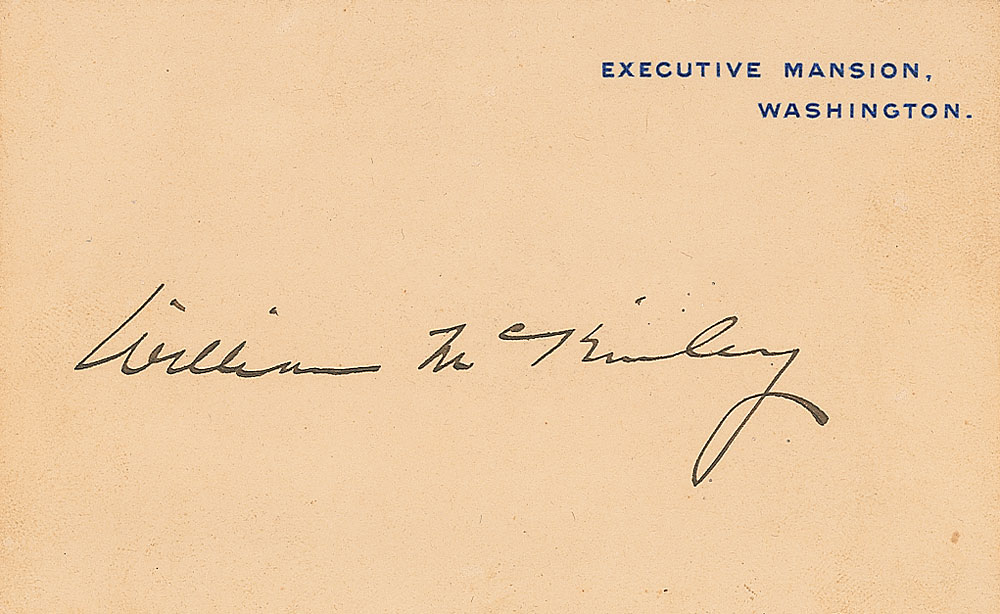 EXECUTIVE MANSION,
WASHINGTON.
William McKinley